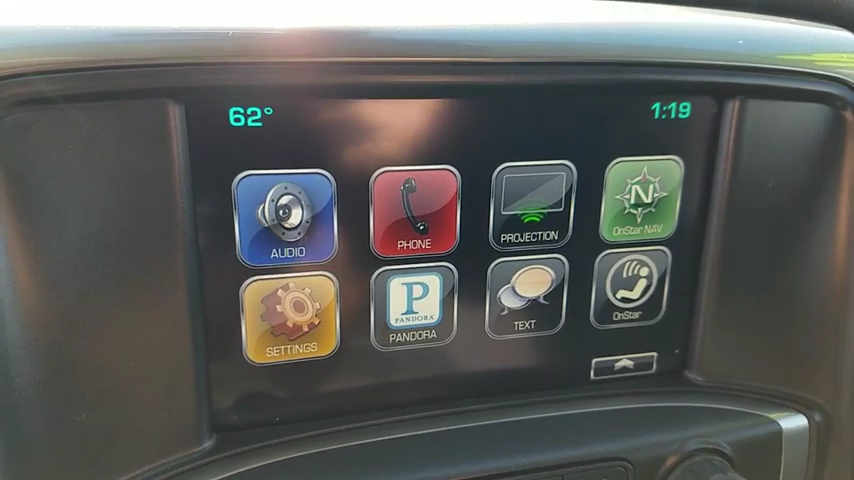 62°
1:19
AUDIO
PHONE
PROJECTION
N
OnStar NAV
SETTINGS
P
PANDORA
PANDORA
TEXT
OnStar